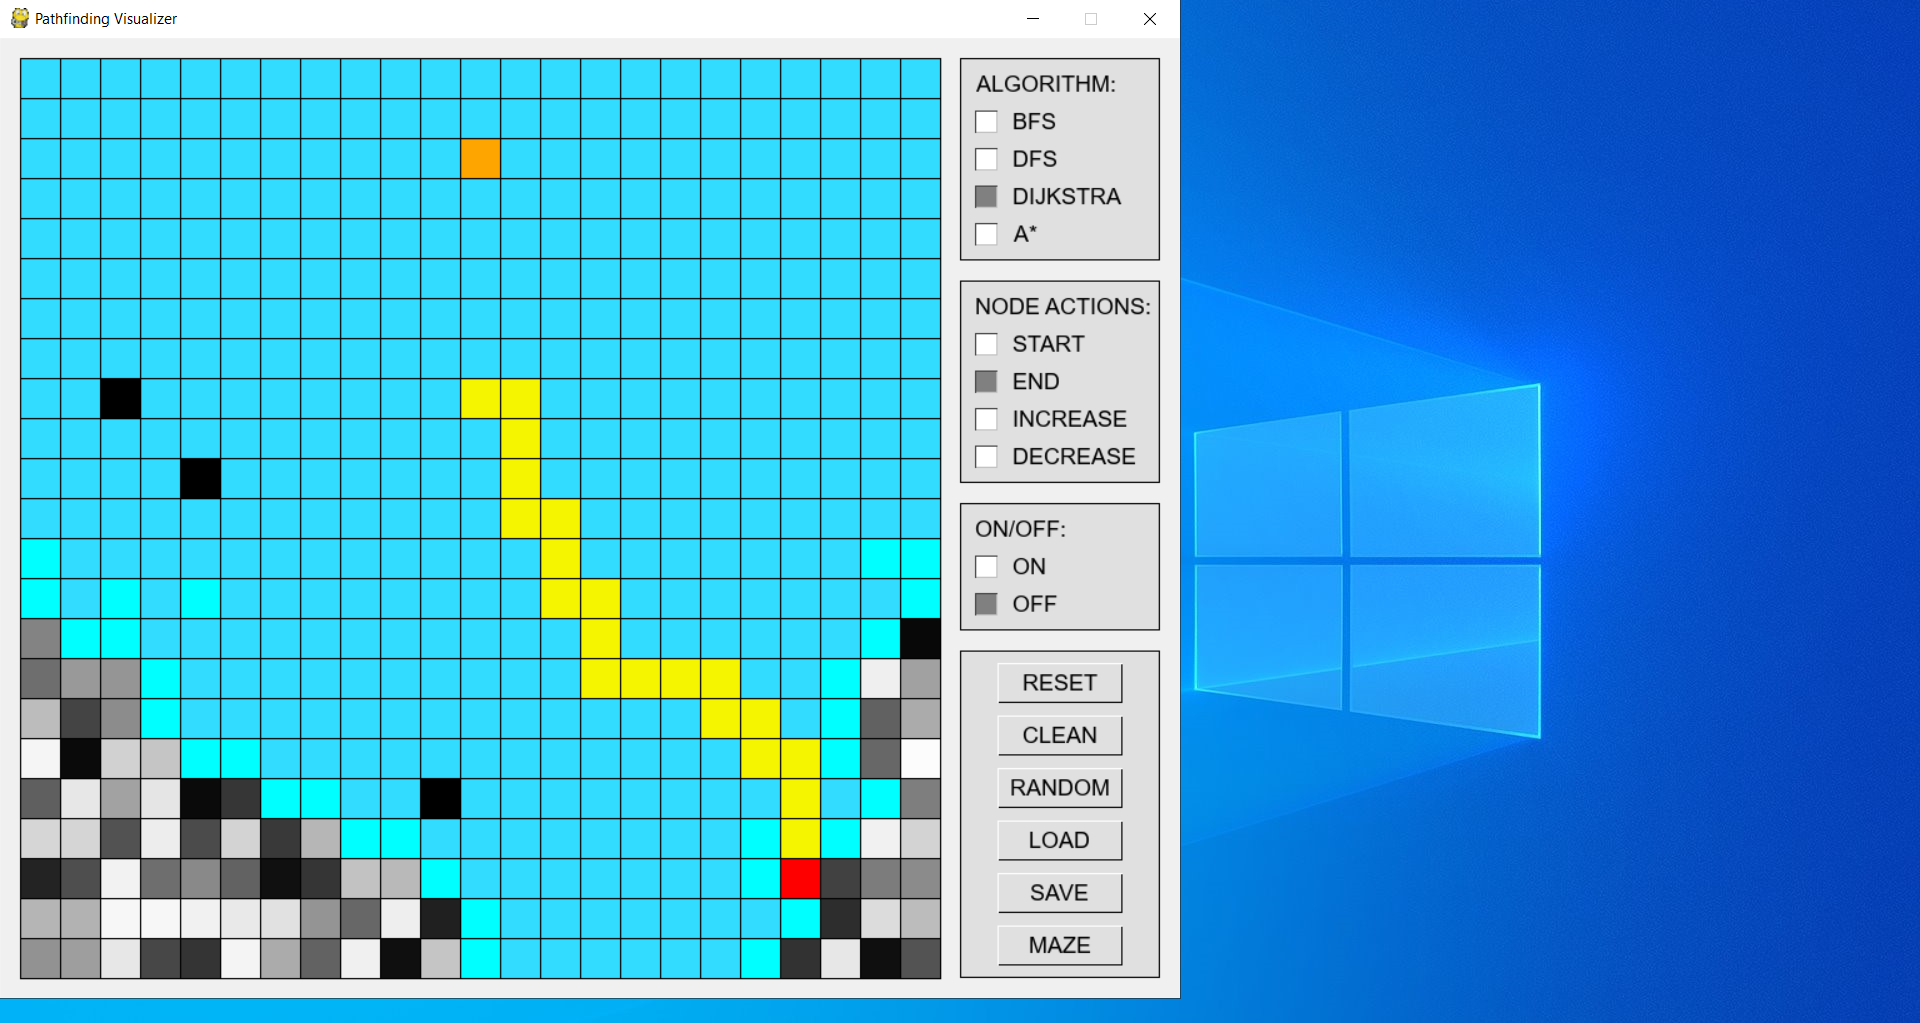 Pathfinding Visualizer
ALGORITHM:
BFS
DFS
DIJKSTRA
A*
NODE ACTIONS:
START
END
INCREASE
DECREASE
ON/OFF:
ON
OFF
RESET
CLEAN
RANDOM
LOAD
SAVE
MAZE